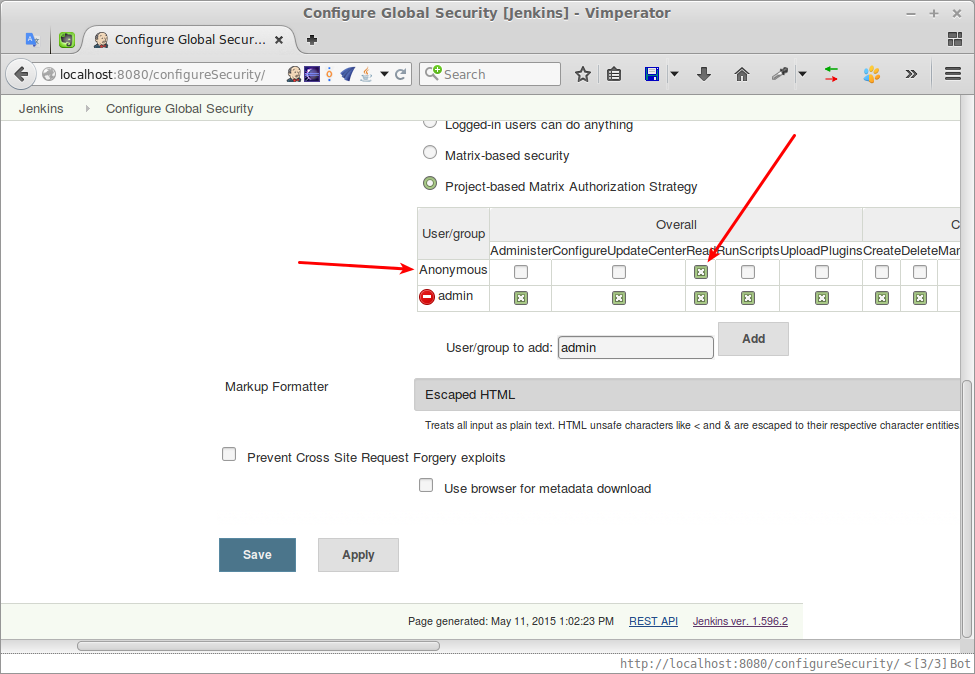 Configure Global Security [Jenkins] - Vimperator
Configure Global Secur...
localhost:8080/configureSecurity/
Search
Jenkins
Configure Global Security
Logged-in users can do anything
Matrix-based security
Project-based Matrix Authorization Strategy
User/group
Overall
C
Administer ConfigureUpdateCenter Read RunScripts UploadPlugins Create Delete Man
Anonymous
admin
User/group to add: admin Add
Markup Formatter
Escaped HTML
Treats all input as plain text. HTML unsafe characters like < and & are escaped to their respective character entities
Prevent Cross Site Request Forgery exploits
Use browser for metadata download
Save Apply
Page generated: May 11, 2015 1:02:23 PM REST API Jenkins ver. 1.596.2
http://localhost:8080/configureSecurity/ <[3/3] Bot